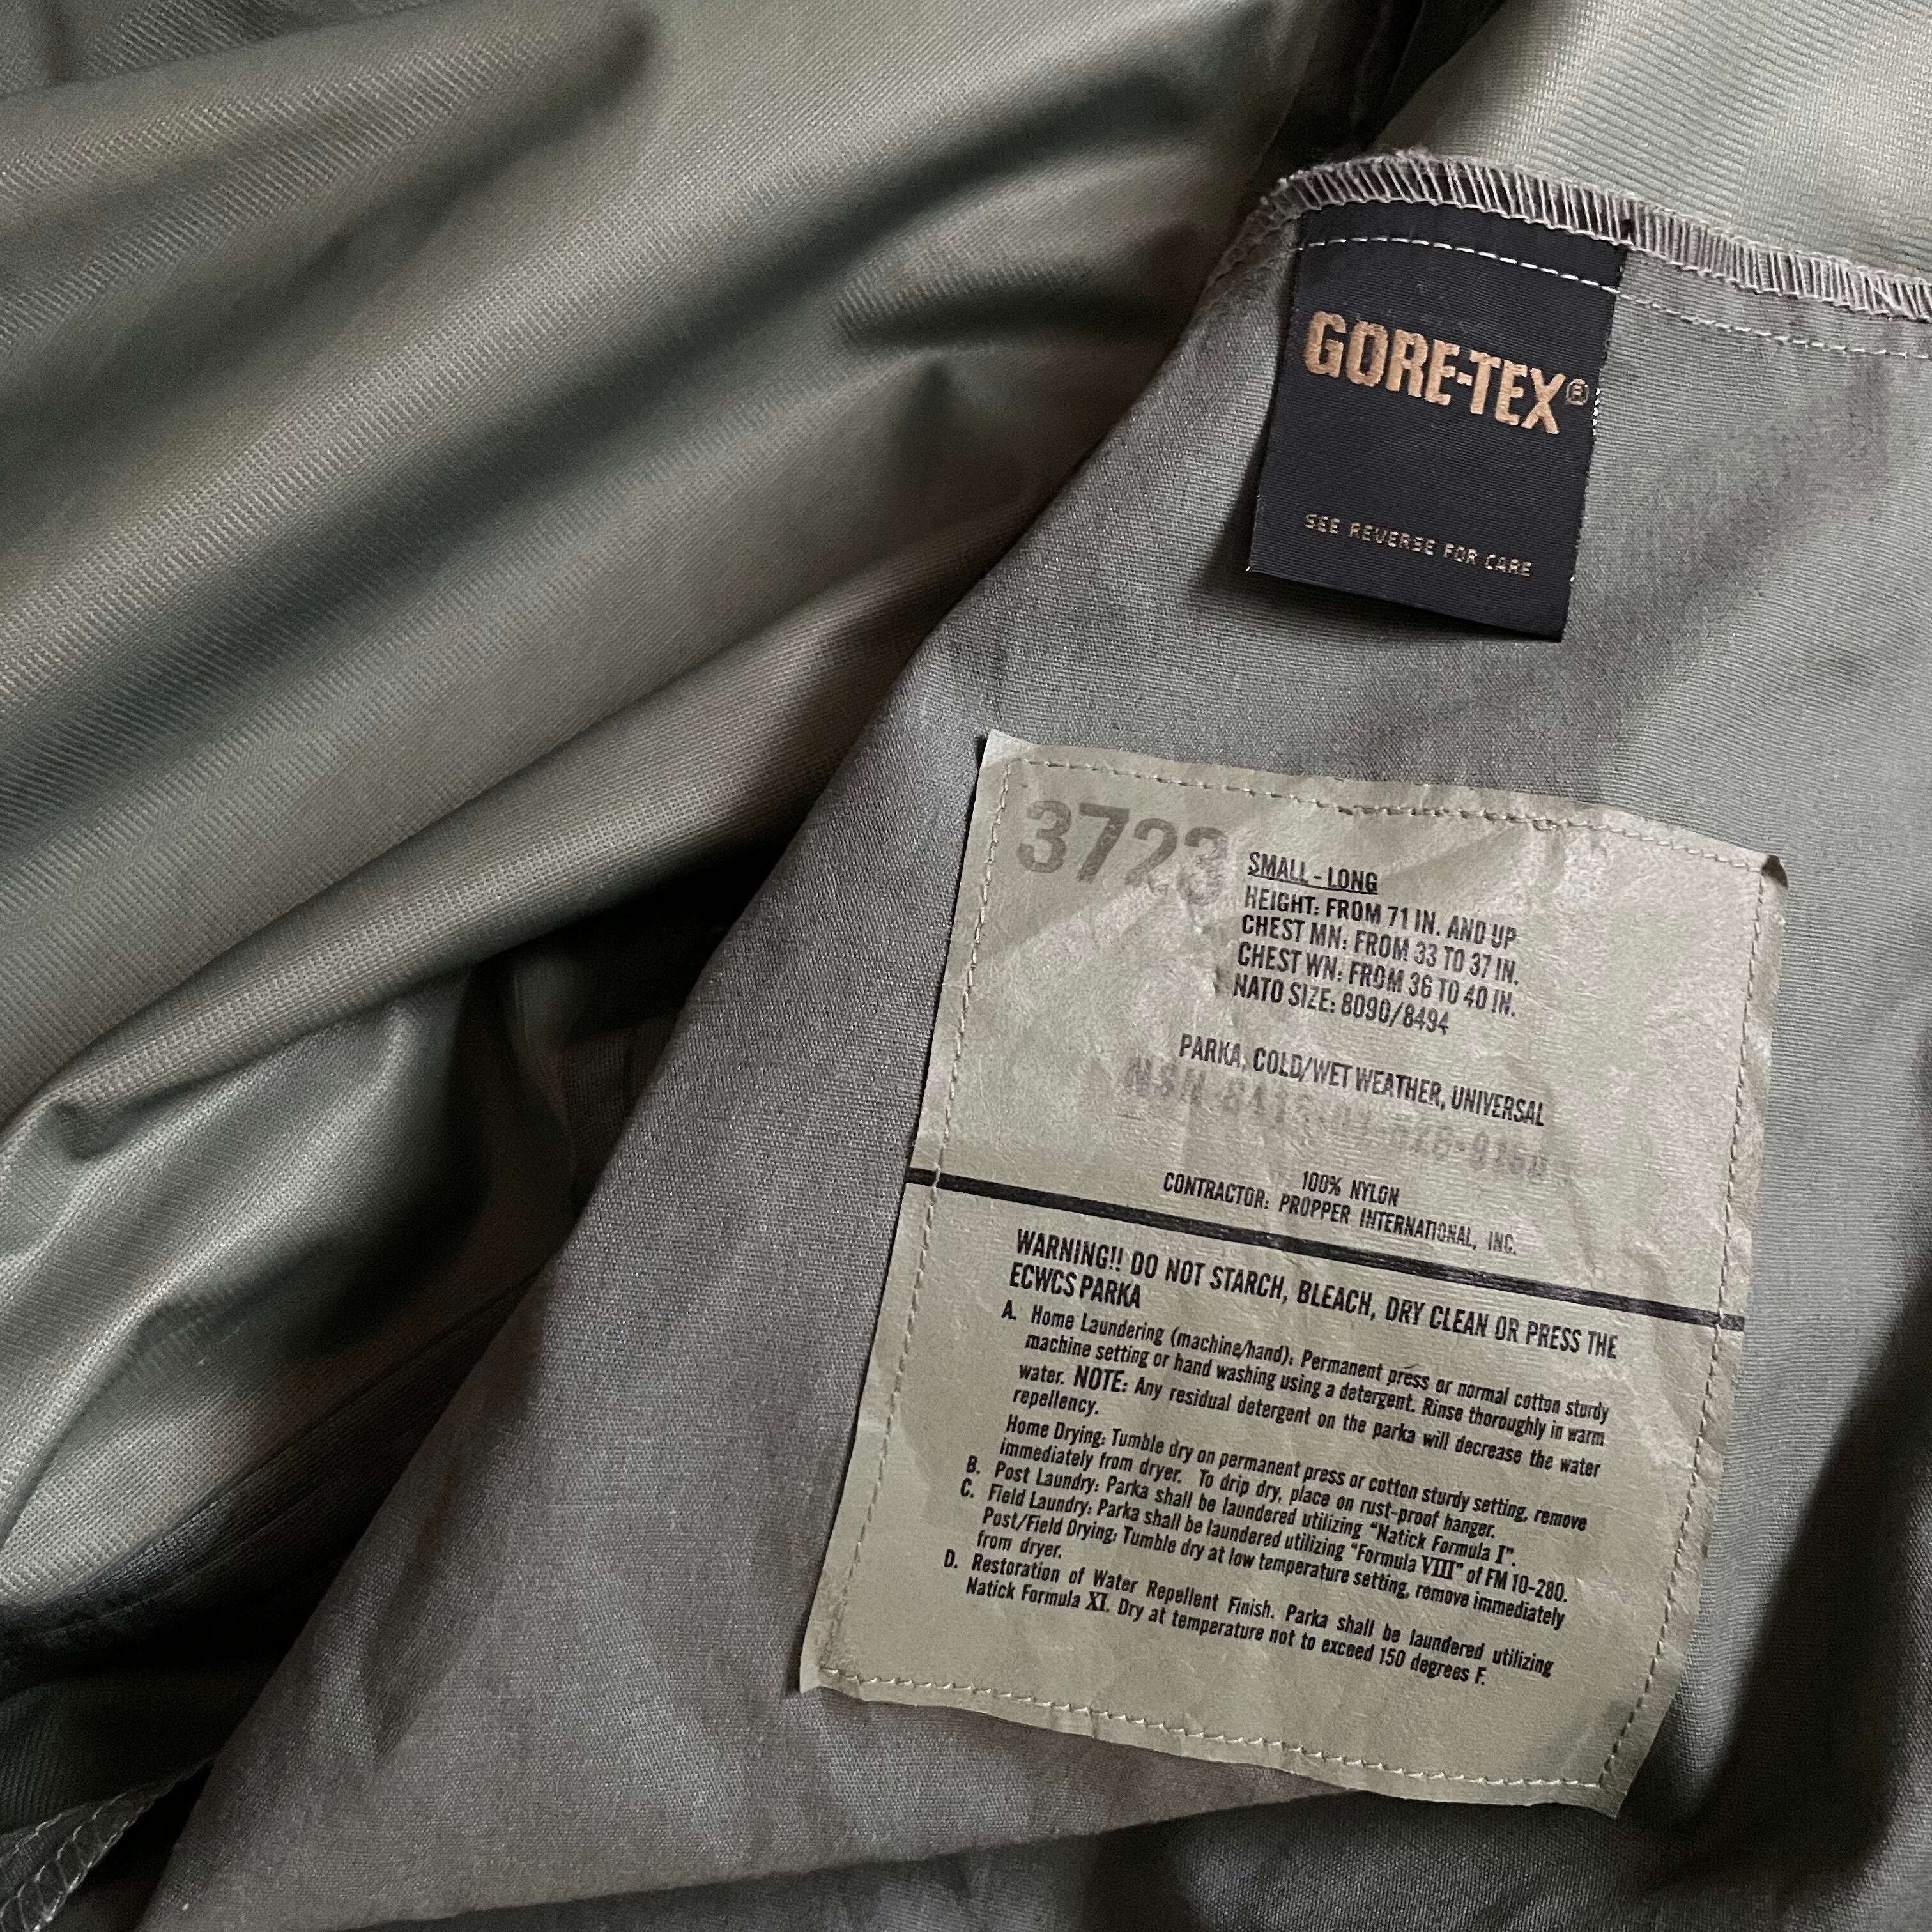 GORE-TEX®
SEE REVERSE FOR CARE
3723
SMALL - LONG
HEIGHT: FROM 71 IN. AND UP
CHEST MN: FROM 33 TO 37 IN.
CHEST WN: FROM 36 TO 40 IN.
NATO SIZE: 8090/8494
PARKA, COLD/WET WEATHER, UNIVERSAL
100% NYLON
CONTRACTOR: PROPPER INTERNATIONAL, INC.
WARNING!! DO NOT STARCH, BLEACH, DRY CLEAN OR PRESS THE
ECWCS PARKA
A. Home Laundering (machine/hand): Permanent press or normal cotton sturdy
machine setting or hand washing using a detergent. Rinse thoroughly in warm
water. NOTE: Any residual detergent on the parka will decrease the water
repellency.
Home Drying: Tumble dry on permanent press or cotton sturdy setting, remove
immediately from dryer. To drip dry, place on rust-proof hanger.
B. Post Laundry: Parka shall be laundered utilizing "Natick Formula I".
C. Field Laundry: Parka shall be laundered utilizing "Formula VIII" of FM 10-280.
Post/Field Drying: Tumble dry at low temperature setting, remove immediately
from dryer.
D. Restoration of Water Repellent Finish. Parka shall be laundered utilizing
Natick Formula XI. Dry at temperature not to exceed 150 degrees F.